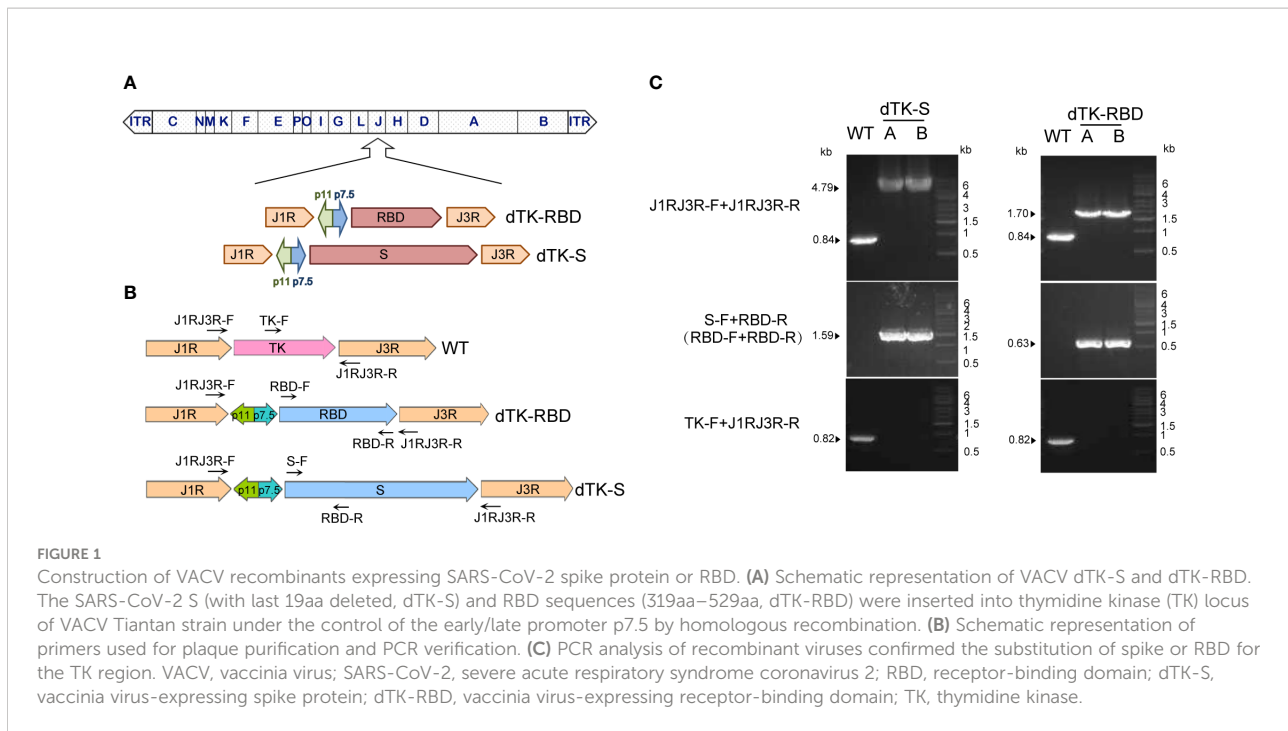 A
ITR C N M K F E P O I G L J H D A B ITR
p11 p7.5
J1R RBD J3R dTK-RBD
J1R S J3R dTK-S
p11 p7.5
B
J1RJ3R-F TK-F
J1R TK J3R WT
J1RJ3R-R
J1RJ3R-F RBD-F
J1R p11 p7.5 RBD J3R dTK-RBD
RBD-R J1RJ3R-R
J1RJ3R-F S-F
J1R p11 p7.5 S J3R dTK-S
RBD-R J1RJ3R-R
C
dTK-S
WT A B
kb kb
J1RJ3R-F+J1RJ3R-R
4.79
0.84
6
4
3
1.5
1
0.5
S-F+RBD-R
(RBD-F+RBD-R)
1.59
6
4
3
2
1.5
1
0.5
TK-F+J1RJ3R-R
0.82
6
4
3
1.5
1
0.5
dTK-RBD
WT A B
kb kb
1.70
0.84
6
4
3
1.5
1
0.5
0.63
6
4
3
1.5
1
0.5
0.82
6
4
3
1.5
1
0.5
FIGURE 1
Construction of VACV recombinants expressing SARS-CoV-2 spike protein or RBD. (A) Schematic representation of VACV dTK-S and dTK-RBD.
The SARS-CoV-2 S (with last 19aa deleted, dTK-S) and RBD sequences (319aa–529aa, dTK-RBD) were inserted into thymidine kinase (TK) locus
of VACV Tiantan strain under the control of the early/late promoter p7.5 by homologous recombination. (B) Schematic representation of
primers used for plaque purification and PCR verification. (C) PCR analysis of recombinant viruses confirmed the substitution of spike or RBD for
the TK region. VACV, vaccinia virus; SARS-CoV-2, severe acute respiratory syndrome coronavirus 2; RBD, receptor-binding domain; dTK-S,
vaccinia virus-expressing spike protein; dTK-RBD, vaccinia virus-expressing receptor-binding domain; TK, thymidine kinase.